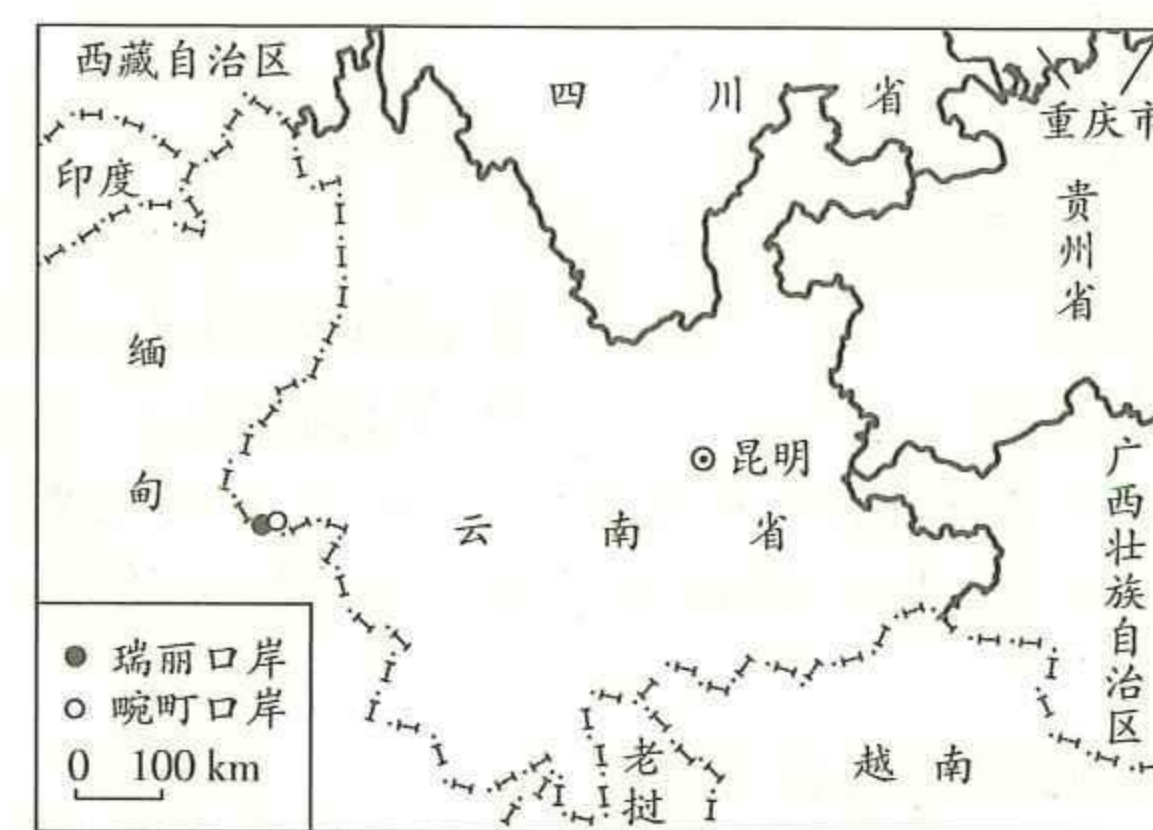 西藏自治区
四川省
重庆市
印度
贵州省
缅甸
昆明
云南省
广西壮族自治区
瑞丽口岸
畹町口岸
0 100 km
老挝
越南